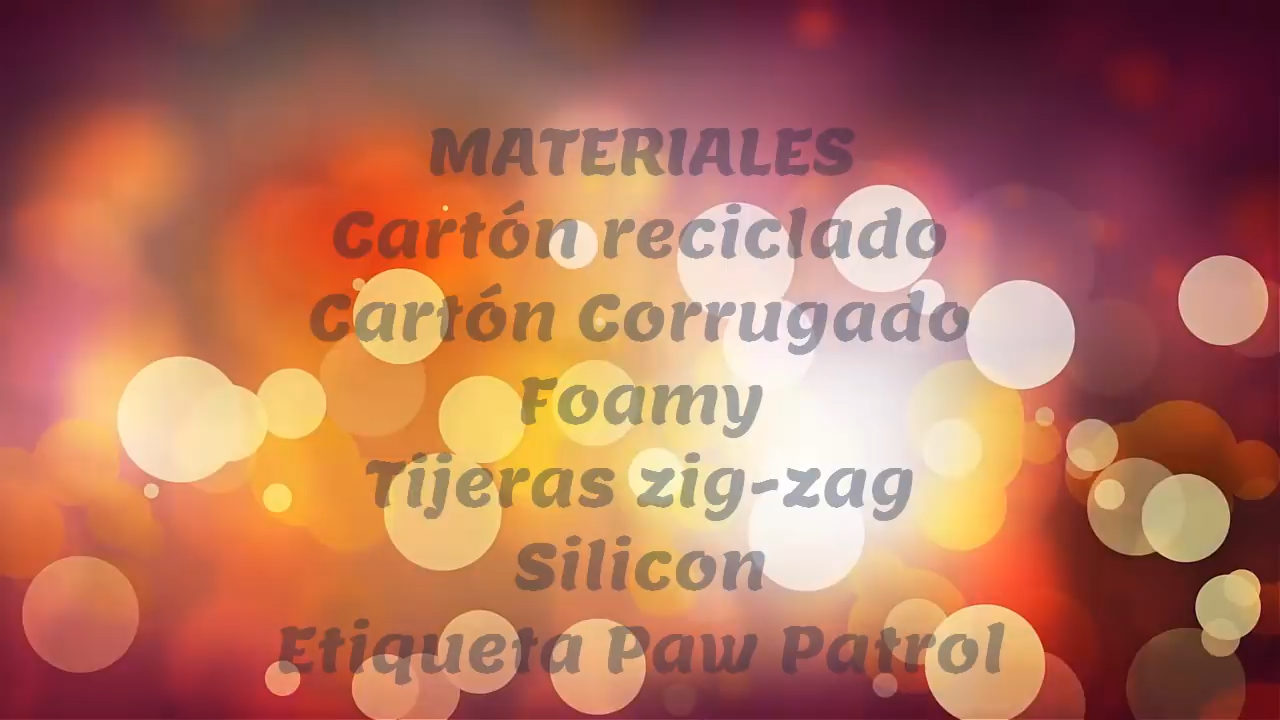 MATERIALES
Cartón reciclado
Cartón Corrugado
Foamy
Tijeras zig-zag
Silicon
Etiqueta Paw Patrol